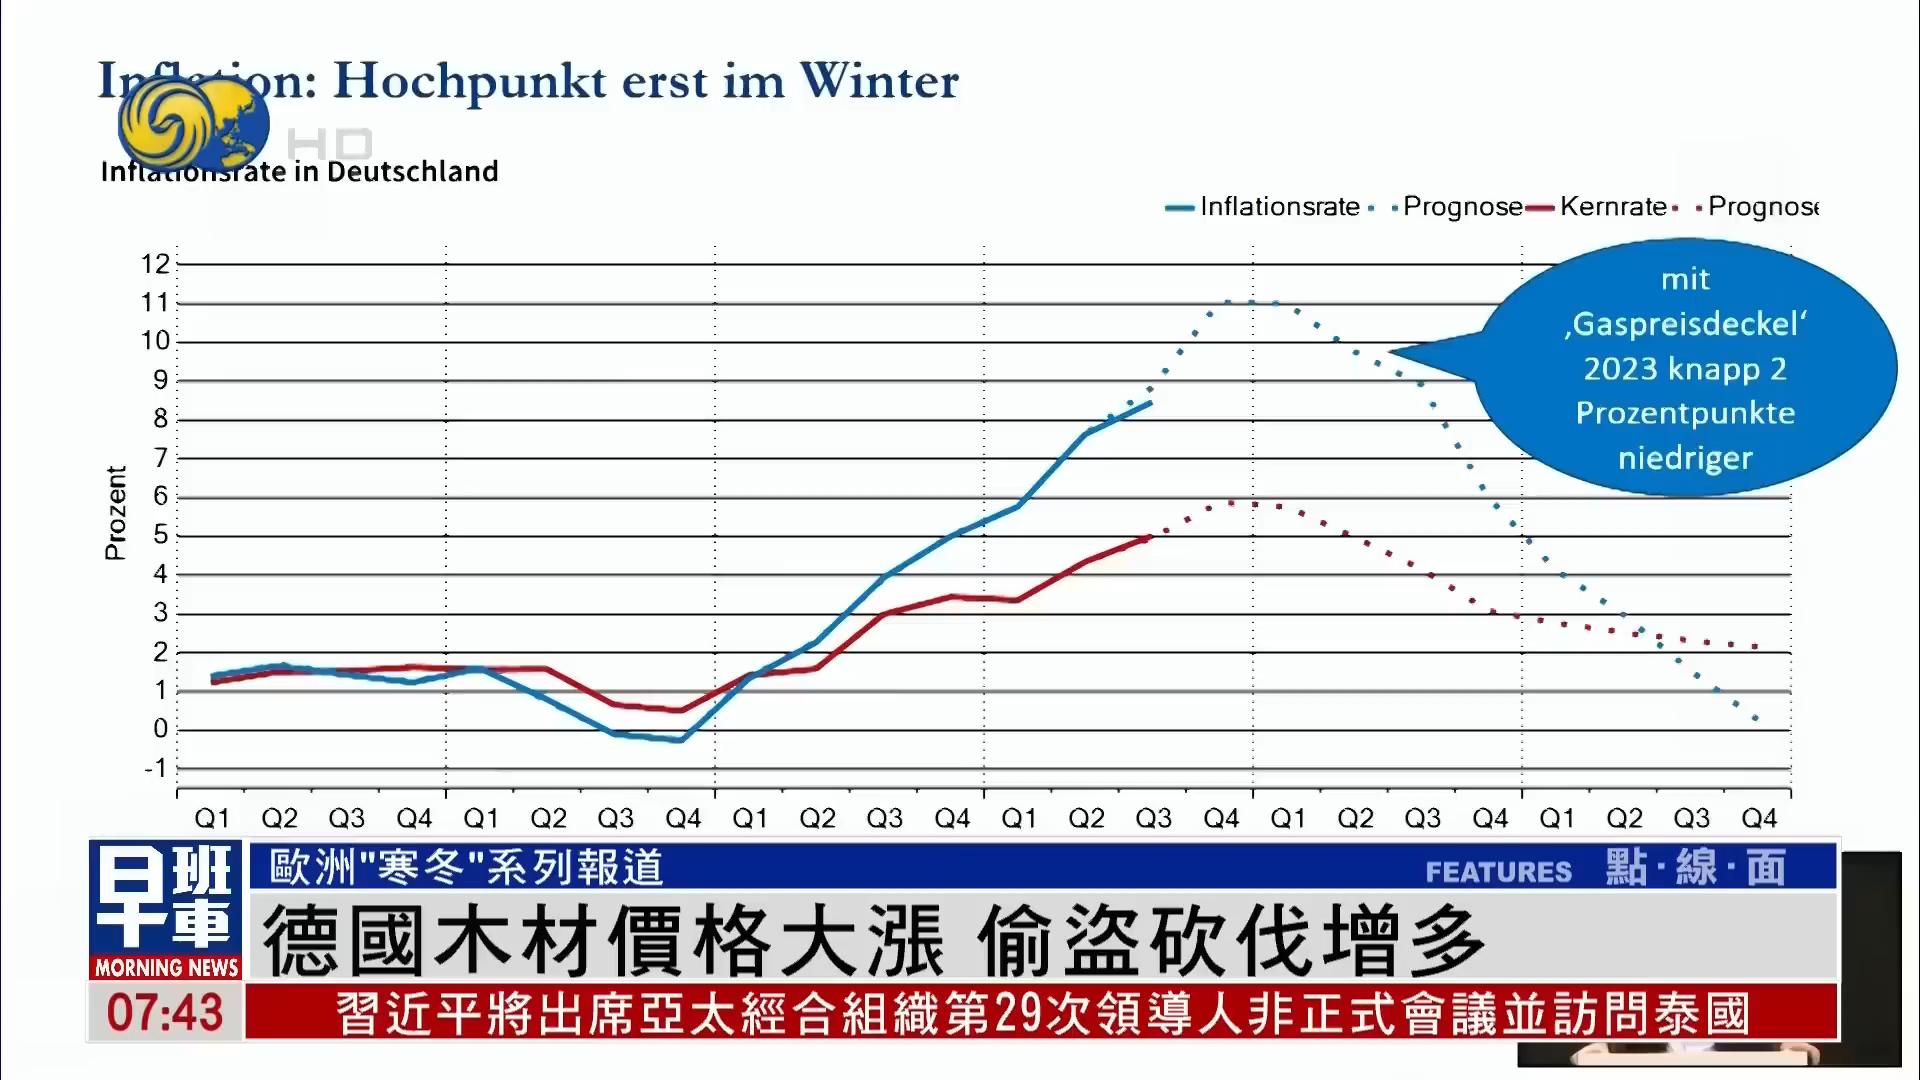 Inflation: Hochpunkt erst im Winter
HD
Inflationsrate in Deutschland
Inflationsrate Prognose Kernrate Prognose
mit
‚Gaspreisdeckel‘
2023 knapp 2
Prozentpunkte
niedriger
Prozent
12
11
10
9
8
7
6
5
4
3
2
1
0
-1
Q1 Q2 Q3 Q4 Q1 Q2 Q3 Q4 Q1 Q2 Q3 Q4 Q1 Q2 Q3 Q4 Q1 Q2 Q3 Q4 Q1 Q2 Q3 Q4
早班車
MORNING NEWS
歐洲"寒冬"系列報道
FEATURES 點·線·面
德國木材價格大漲 偷盜砍伐增多
07:43
習近平將出席亞太經合組織第29次領導人非正式會議並訪問泰國